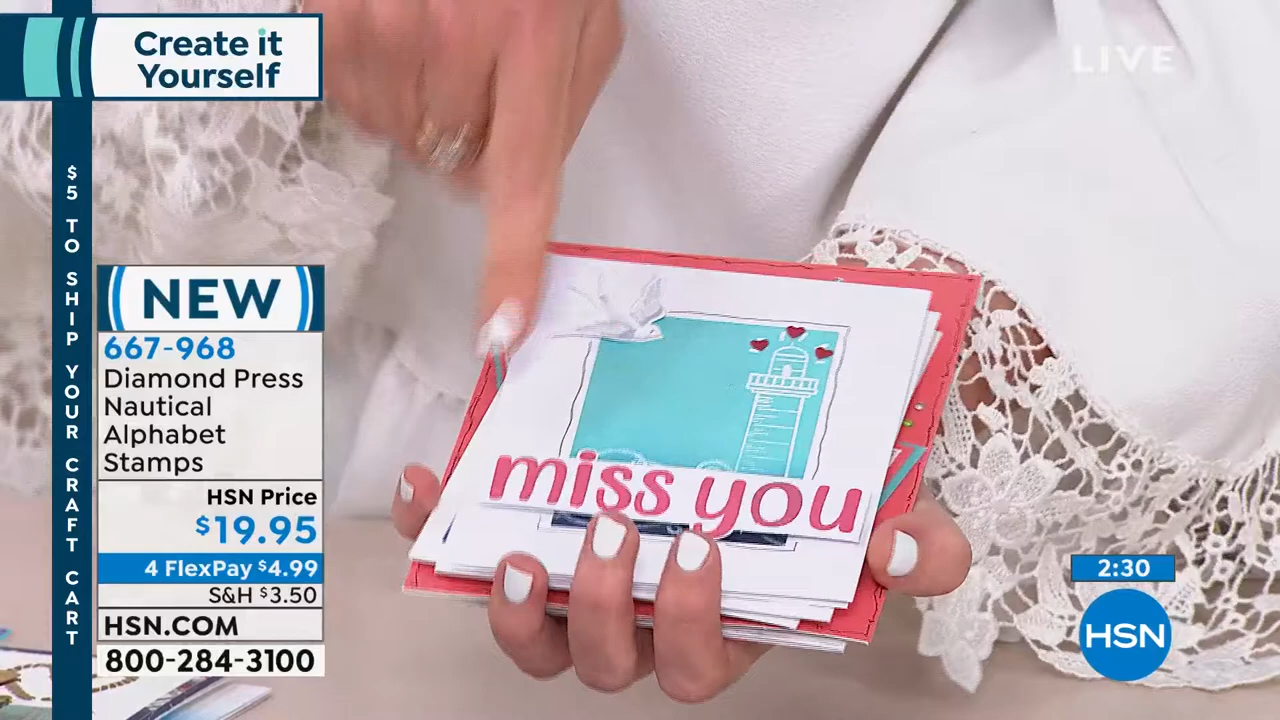 Create it
Yourself
LIVE
$5 TO SHIP YOUR CRAFT CART
NEW
667-968
Diamond Press
Nautical
Alphabet
Stamps
HSN Price
$19.95
4 FlexPay $4.99
S&H $3.50
HSN.COM
800-284-3100
miss you
2:30
HSN